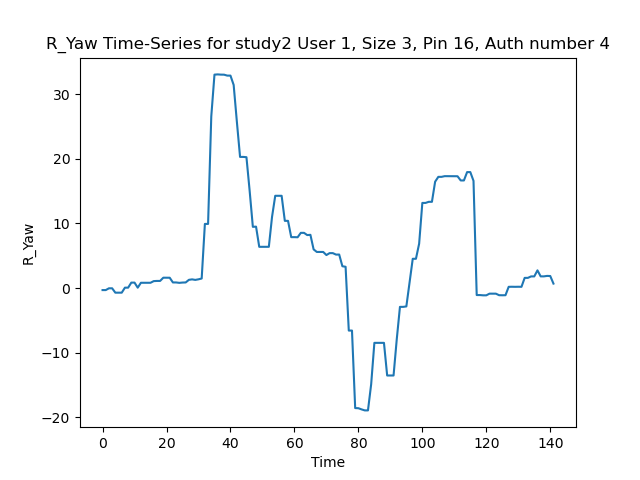 R_Yaw Time-Series for study2 User 1, Size 3, Pin 16, Auth number 4
30
20
10
0
−10
−20
R_Yaw
0 20 40 60 80 100 120 140
Time